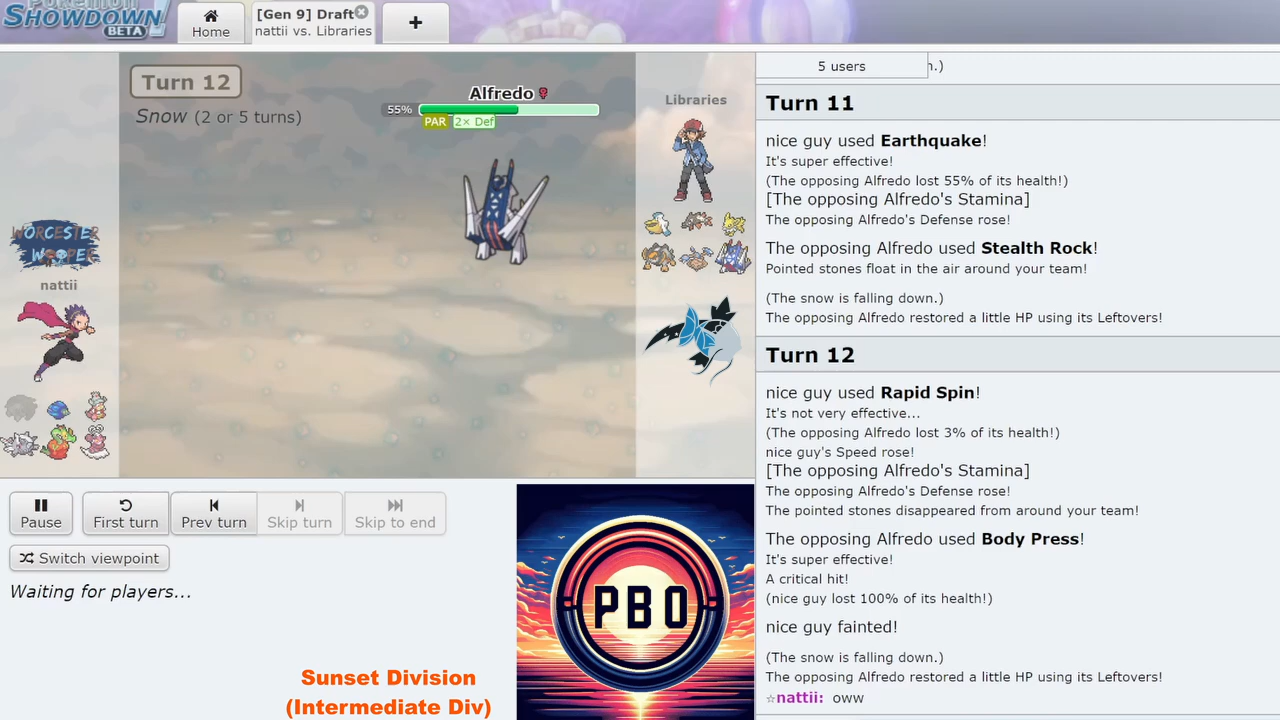 POKéMON
SHOWDOWN
BETA
Home
[Gen 9] Draft
nattii vs. Libraries
+
5 users
n.)
Turn 12
Snow (2 or 5 turns)
Alfredo
55%
PAR 2× Def
Libraries
WORCESTER
WOOPER
nattii
Turn 11
nice guy used Earthquake!
It's super effective!
(The opposing Alfredo lost 55% of its health!)
[The opposing Alfredo's Stamina]
The opposing Alfredo's Defense rose!
The opposing Alfredo used Stealth Rock!
Pointed stones float in the air around your team!
(The snow is falling down.)
The opposing Alfredo restored a little HP using its Leftovers!
Turn 12
nice guy used Rapid Spin!
It's not very effective...
(The opposing Alfredo lost 3% of its health!)
nice guy's Speed rose!
[The opposing Alfredo's Stamina]
The opposing Alfredo's Defense rose!
The pointed stones disappeared from around your team!
The opposing Alfredo used Body Press!
It's super effective!
A critical hit!
(nice guy lost 100% of its health!)
nice guy fainted!
(The snow is falling down.)
The opposing Alfredo restored a little HP using its Leftovers!
☆nattii: oww
Pause
First turn
Prev turn
Skip turn
Skip to end
Switch viewpoint
Waiting for players...
PBO
Sunset Division
(Intermediate Div)